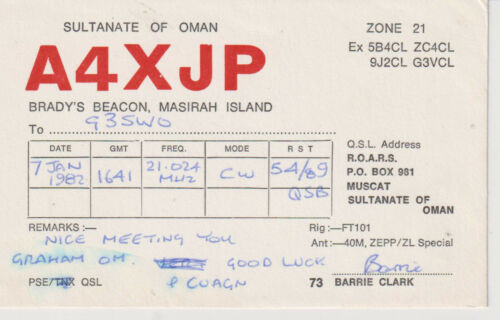 SULTANATE OF OMAN
ZONE 21
A4XJP
Ex 5B4CL ZC4CL
9J2CL G3VCL
BRADY'S BEACON, MASIRAH ISLAND
To G3SWO
DATE GMT FREQ. MODE R S T
7 JAN 1982 1641 21.024 MHZ CW 54/89 QSB
Q.S.L. Address
R.O.A.R.S.
P.O. BOX 981
MUSCAT
SULTANATE OF
OMAN
REMARKS :— NICE MEETING YOU
GRAHAM OM. GOOD LUCK
& CUAGN
Rig :—FT101
Ant :—40M, ZEPP/ZL Special
Barrie
PSE/TNX QSL
73 BARRIE CLARK